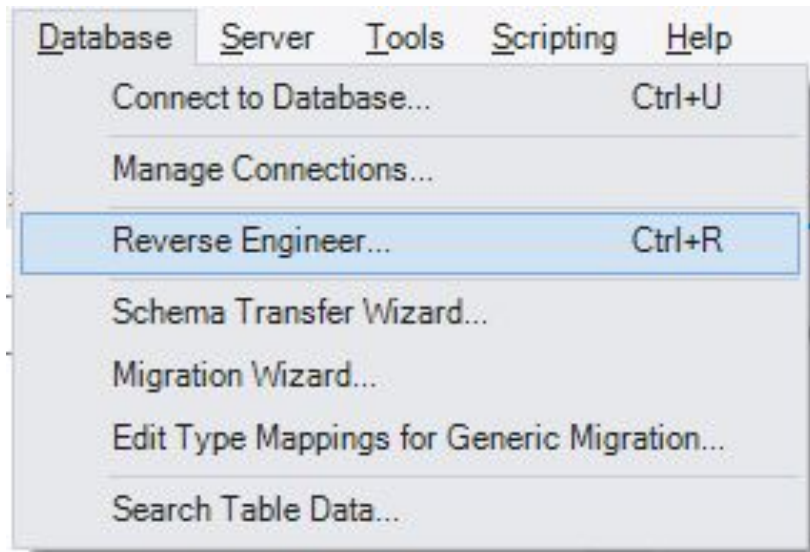 Database Server Tools Scripting Help
Connect to Database... Ctrl+U
Manage Connections...
Reverse Engineer... Ctrl+R
Schema Transfer Wizard...
Migration Wizard...
Edit Type Mappings for Generic Migration...
Search Table Data...